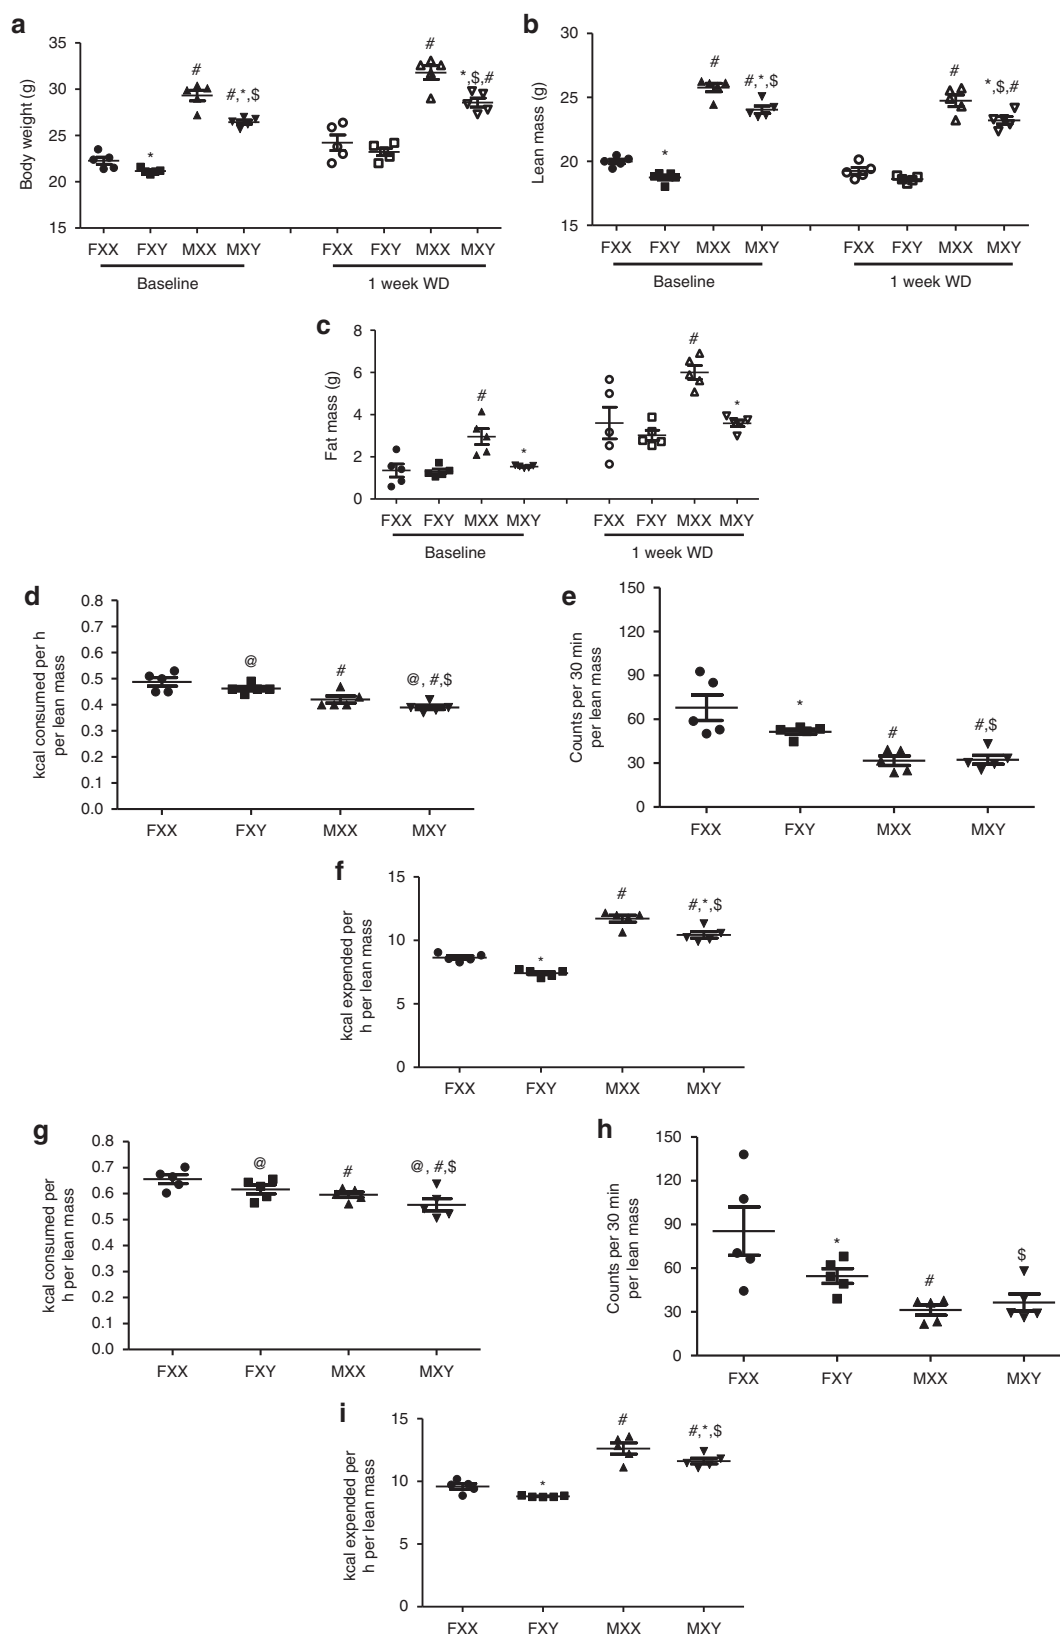 a
Body weight (g)
35
30
25
20
15
#
*
#,*,$
#
*,$,#
FXX FXY MXX MXY FXX FXY MXX MXY
Baseline 1 week WD
b
Lean mass (g)
30
25
20
15
#
*
#,*,$
#
*,$,#
FXX FXY MXX MXY FXX FXY MXX MXY
Baseline 1 week WD
c
Fat mass (g)
8
6
4
2
0
#
*
#
*
FXX FXY MXX MXY FXX FXY MXX MXY
Baseline 1 week WD
d
kcal consumed per h
per lean mass
0.8
0.7
0.6
0.5
0.4
0.3
0.2
0.1
0.0
@
#
@, #,$
FXX FXY MXX MXY
e
Counts per 30 min
per lean mass
150
120
90
60
30
0
*
#
#,$
FXX FXY MXX MXY
f
kcal expended per
h per lean mass
15
10
5
0
*
#
#,*,$
FXX FXY MXX MXY
g
kcal consumed per
h per lean mass
0.8
0.7
0.6
0.5
0.4
0.3
0.2
0.1
0.0
@
#
@, #,$
FXX FXY MXX MXY
h
Counts per 30 min
per lean mass
150
120
90
60
30
0
*
#
$
FXX FXY MXX MXY
i
kcal expended per
h per lean mass
15
10
5
0
*
#
#,*,$
FXX FXY MXX MXY